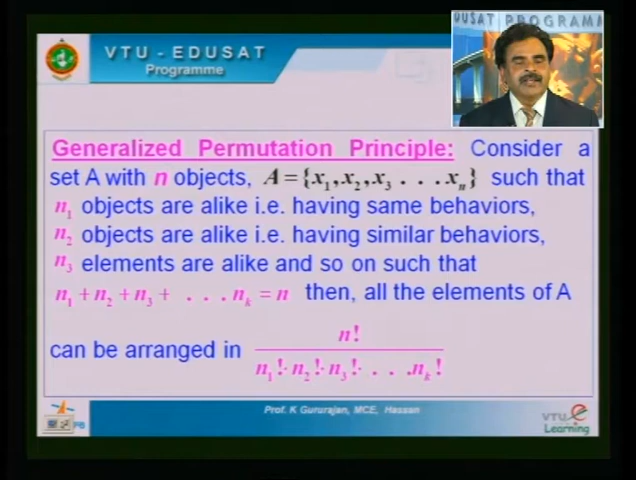 VTU - EDUSAT
Programme
DUSAT PROGRAMM
Generalized Permutation Principle: Consider a
set A with n objects, A = {x₁, x₂, x₃ . . . xₙ} such that
n₁ objects are alike i.e. having same behaviors,
n₂ objects are alike i.e. having similar behaviors,
n₃ elements are alike and so on such that
n₁ + n₂ + n₃ + . . . nₖ = n then, all the elements of A
can be arranged in n! / n₁!· n₂!· n₃!· . . .nₖ!
Prof. K Gururajan, MCE, Hassan
VTU e
Learning